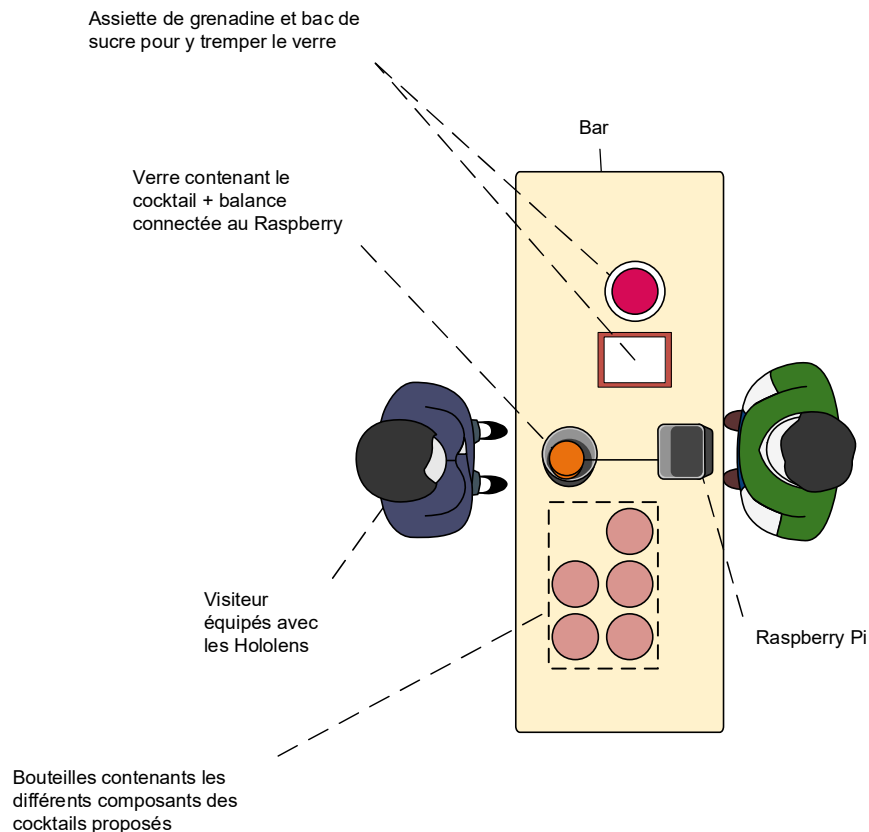 Assiette de grenadine et bac de
sucre pour y tremper le verre
Bar
Verre contenant le
cocktail + balance
connectée au Raspberry
Visiteur
équipés avec
les Hololens
Raspberry Pi
Bouteilles contenants les
différents composants des
cocktails proposés